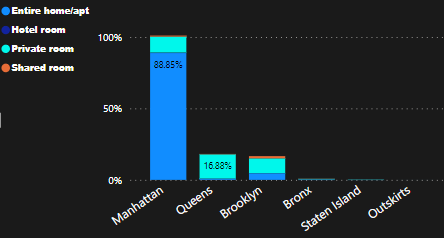 Entire home/apt
Hotel room
Private room
Shared room
100%
88.85%
50%
16.88%
0%
Manhattan
Queens
Brooklyn
Bronx
Staten Island
Outskirts